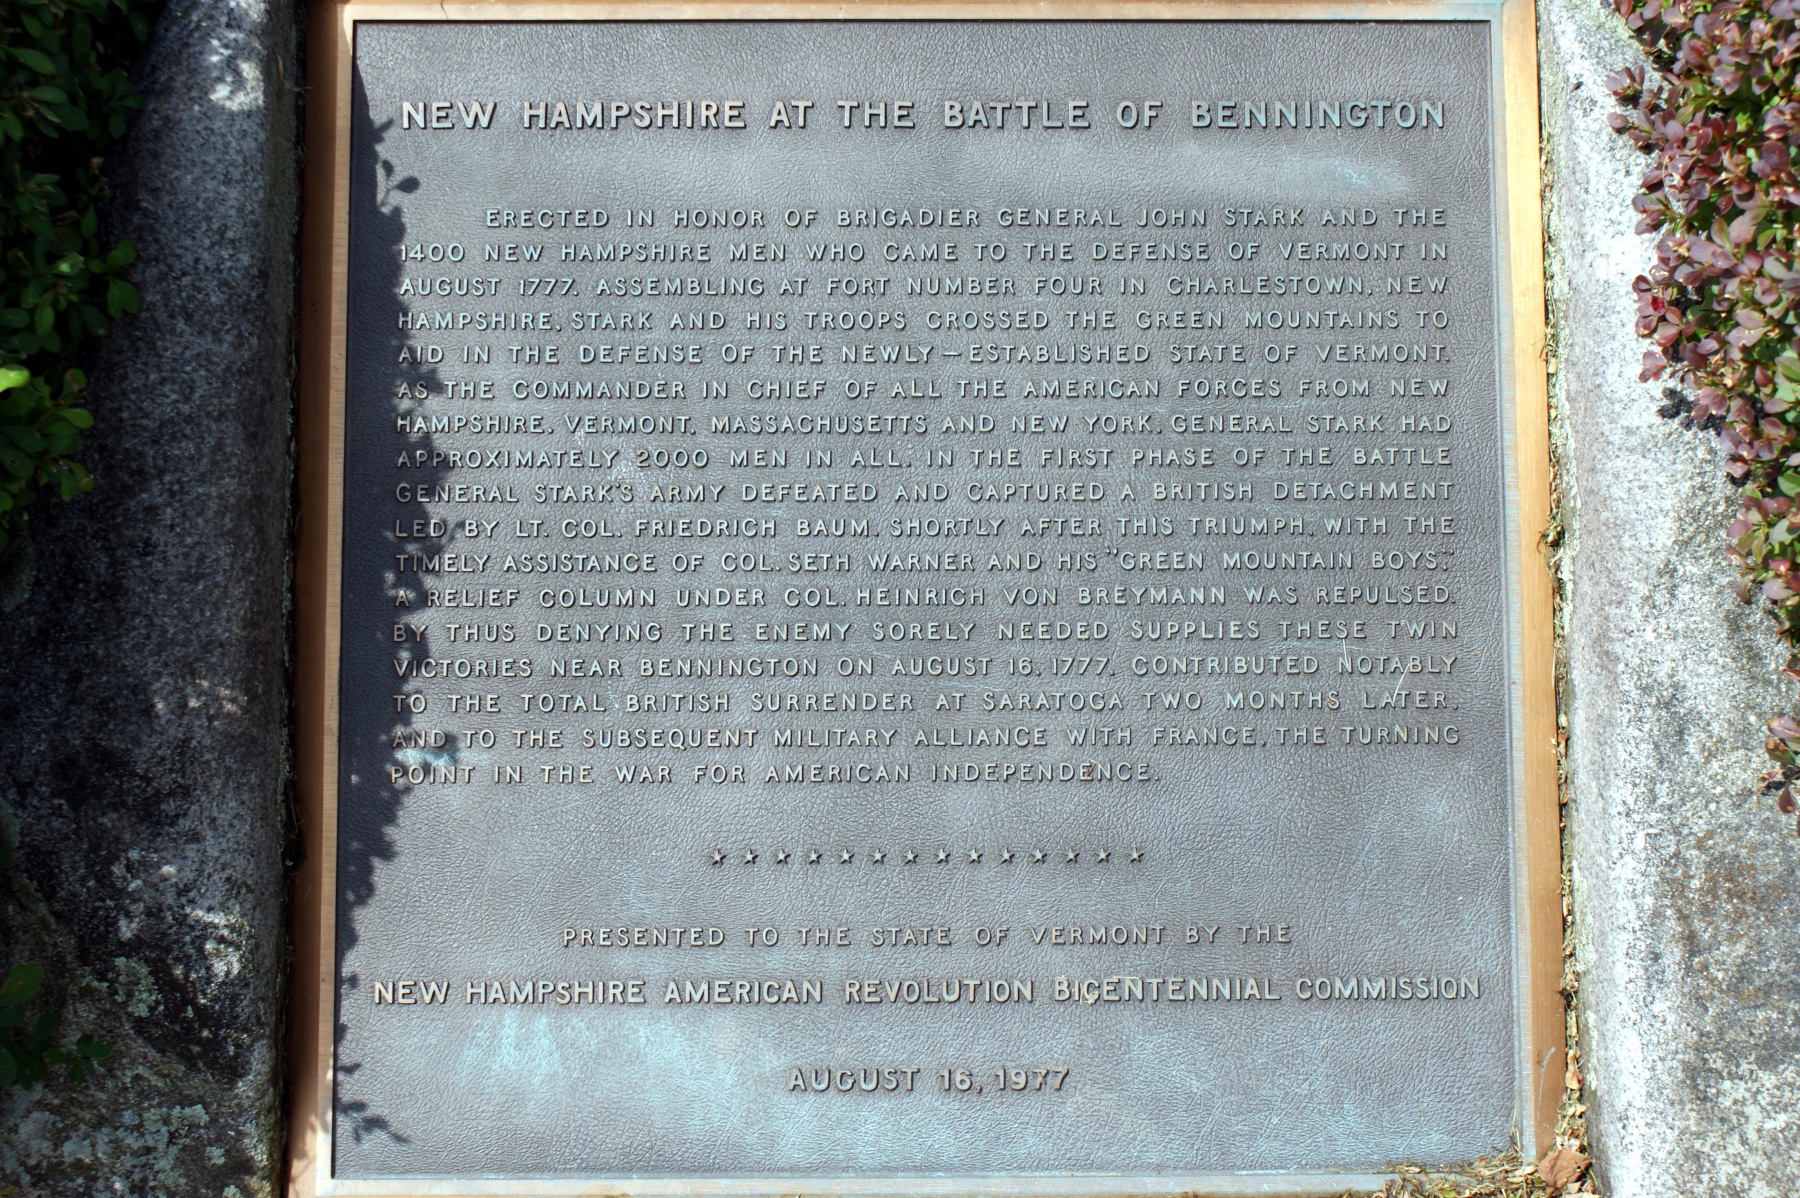 NEW HAMPSHIRE AT THE BATTLE OF BENNINGTON
ERECTED IN HONOR OF BRIGADIER GENERAL JOHN STARK AND THE
1400 NEW HAMPSHIRE MEN WHO CAME TO THE DEFENSE OF VERMONT IN
AUGUST 1777. ASSEMBLING AT FORT NUMBER FOUR IN CHARLESTOWN, NEW
HAMPSHIRE, STARK AND HIS TROOPS CROSSED THE GREEN MOUNTAINS TO
AID IN THE DEFENSE OF THE NEWLY-ESTABLISHED STATE OF VERMONT.
AS THE COMMANDER IN CHIEF OF ALL THE AMERICAN FORCES FROM NEW
HAMPSHIRE, VERMONT, MASSACHUSETTS AND NEW YORK, GENERAL STARK HAD
APPROXIMATELY 2000 MEN IN ALL. IN THE FIRST PHASE OF THE BATTLE
GENERAL STARK'S ARMY DEFEATED AND CAPTURED A BRITISH DETACHMENT
LED BY LT. COL. FRIEDRICH BAUM. SHORTLY AFTER THIS TRIUMPH, WITH THE
TIMELY ASSISTANCE OF COL. SETH WARNER AND HIS "GREEN MOUNTAIN BOYS",
A RELIEF COLUMN UNDER COL. HEINRICH VON BREYMANN WAS REPULSED.
BY THUS DENYING THE ENEMY SORELY NEEDED SUPPLIES THESE TWIN
VICTORIES NEAR BENNINGTON ON AUGUST 16, 1777, CONTRIBUTED NOTABLY
TO THE TOTAL BRITISH SURRENDER AT SARATOGA TWO MONTHS LATER,
AND TO THE SUBSEQUENT MILITARY ALLIANCE WITH FRANCE, THE TURNING
POINT IN THE WAR FOR AMERICAN INDEPENDENCE.
PRESENTED TO THE STATE OF VERMONT BY THE
NEW HAMPSHIRE AMERICAN REVOLUTION BICENTENNIAL COMMISSION
AUGUST 16, 1977